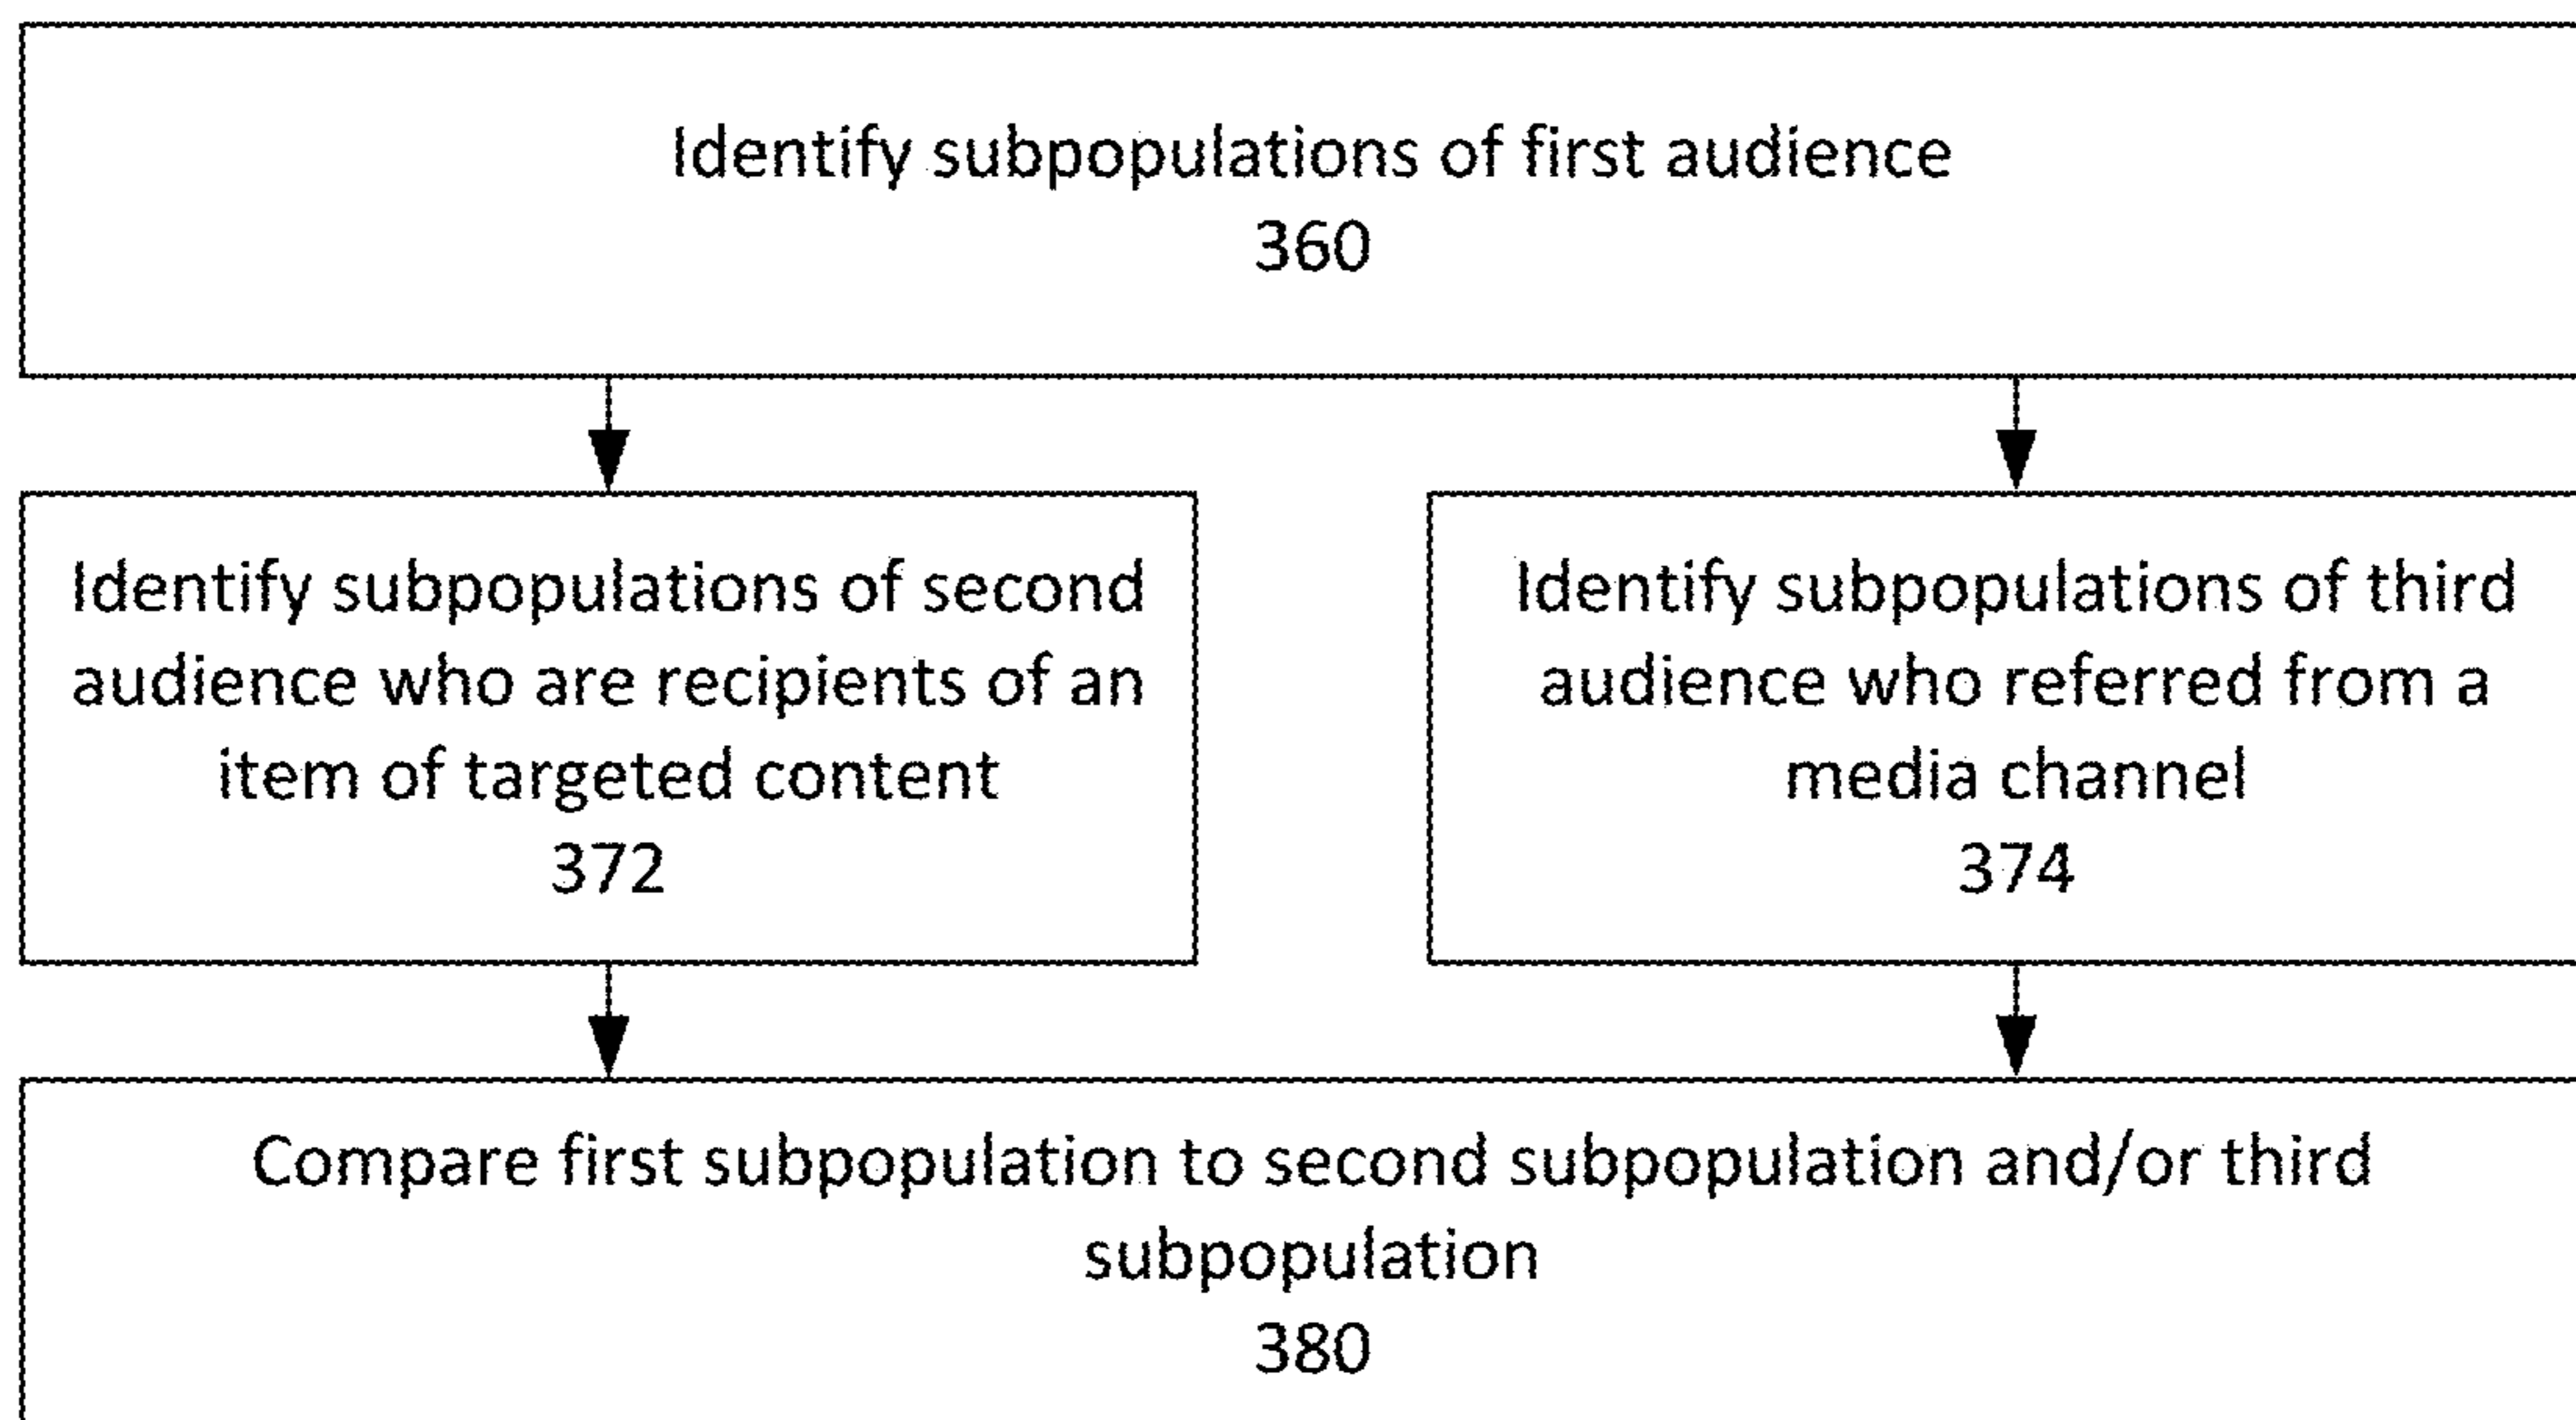 Identify subpopulations of first audience
360
Identify subpopulations of second
audience who are recipients of an
item of targeted content
372
Identify subpopulations of third
audience who referred from a
media channel
374
Compare first subpopulation to second subpopulation and/or third
subpopulation
380